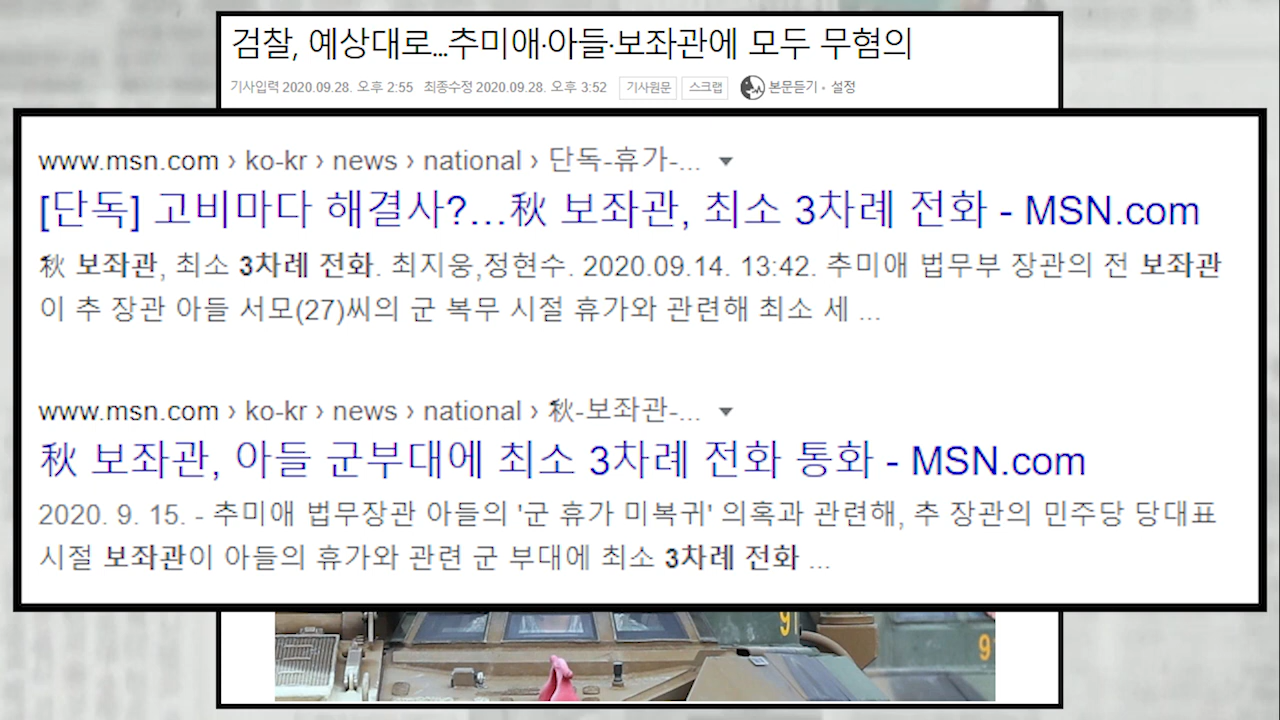 검찰, 예상대로...추미애·아들·보좌관에 모두 무혐의
기사입력 2020.09.28. 오후 2:55 최종수정 2020.09.28. 오후 3:52 기사원문 스크랩 본문듣기 · 설정
www.msn.com › ko-kr › news › national › 단독-휴가-...
[단독] 고비마다 해결사?...秋 보좌관, 최소 3차례 전화 - MSN.com
秋 보좌관, 최소 3차례 전화. 최지웅,정현수. 2020.09.14. 13:42. 추미애 법무부 장관의 전 보좌관
이 추 장관 아들 서모(27)씨의 군 복무 시절 휴가와 관련해 최소 세 ...
www.msn.com › ko-kr › news › national › 秋-보좌관-...
秋 보좌관, 아들 군부대에 최소 3차례 전화 통화 - MSN.com
2020. 9. 15. - 추미애 법무장관 아들의 '군 휴가 미복귀' 의혹과 관련해, 추 장관의 민주당 당대표
시절 보좌관이 아들의 휴가와 관련 군 부대에 최소 3차례 전화 ...
91
9